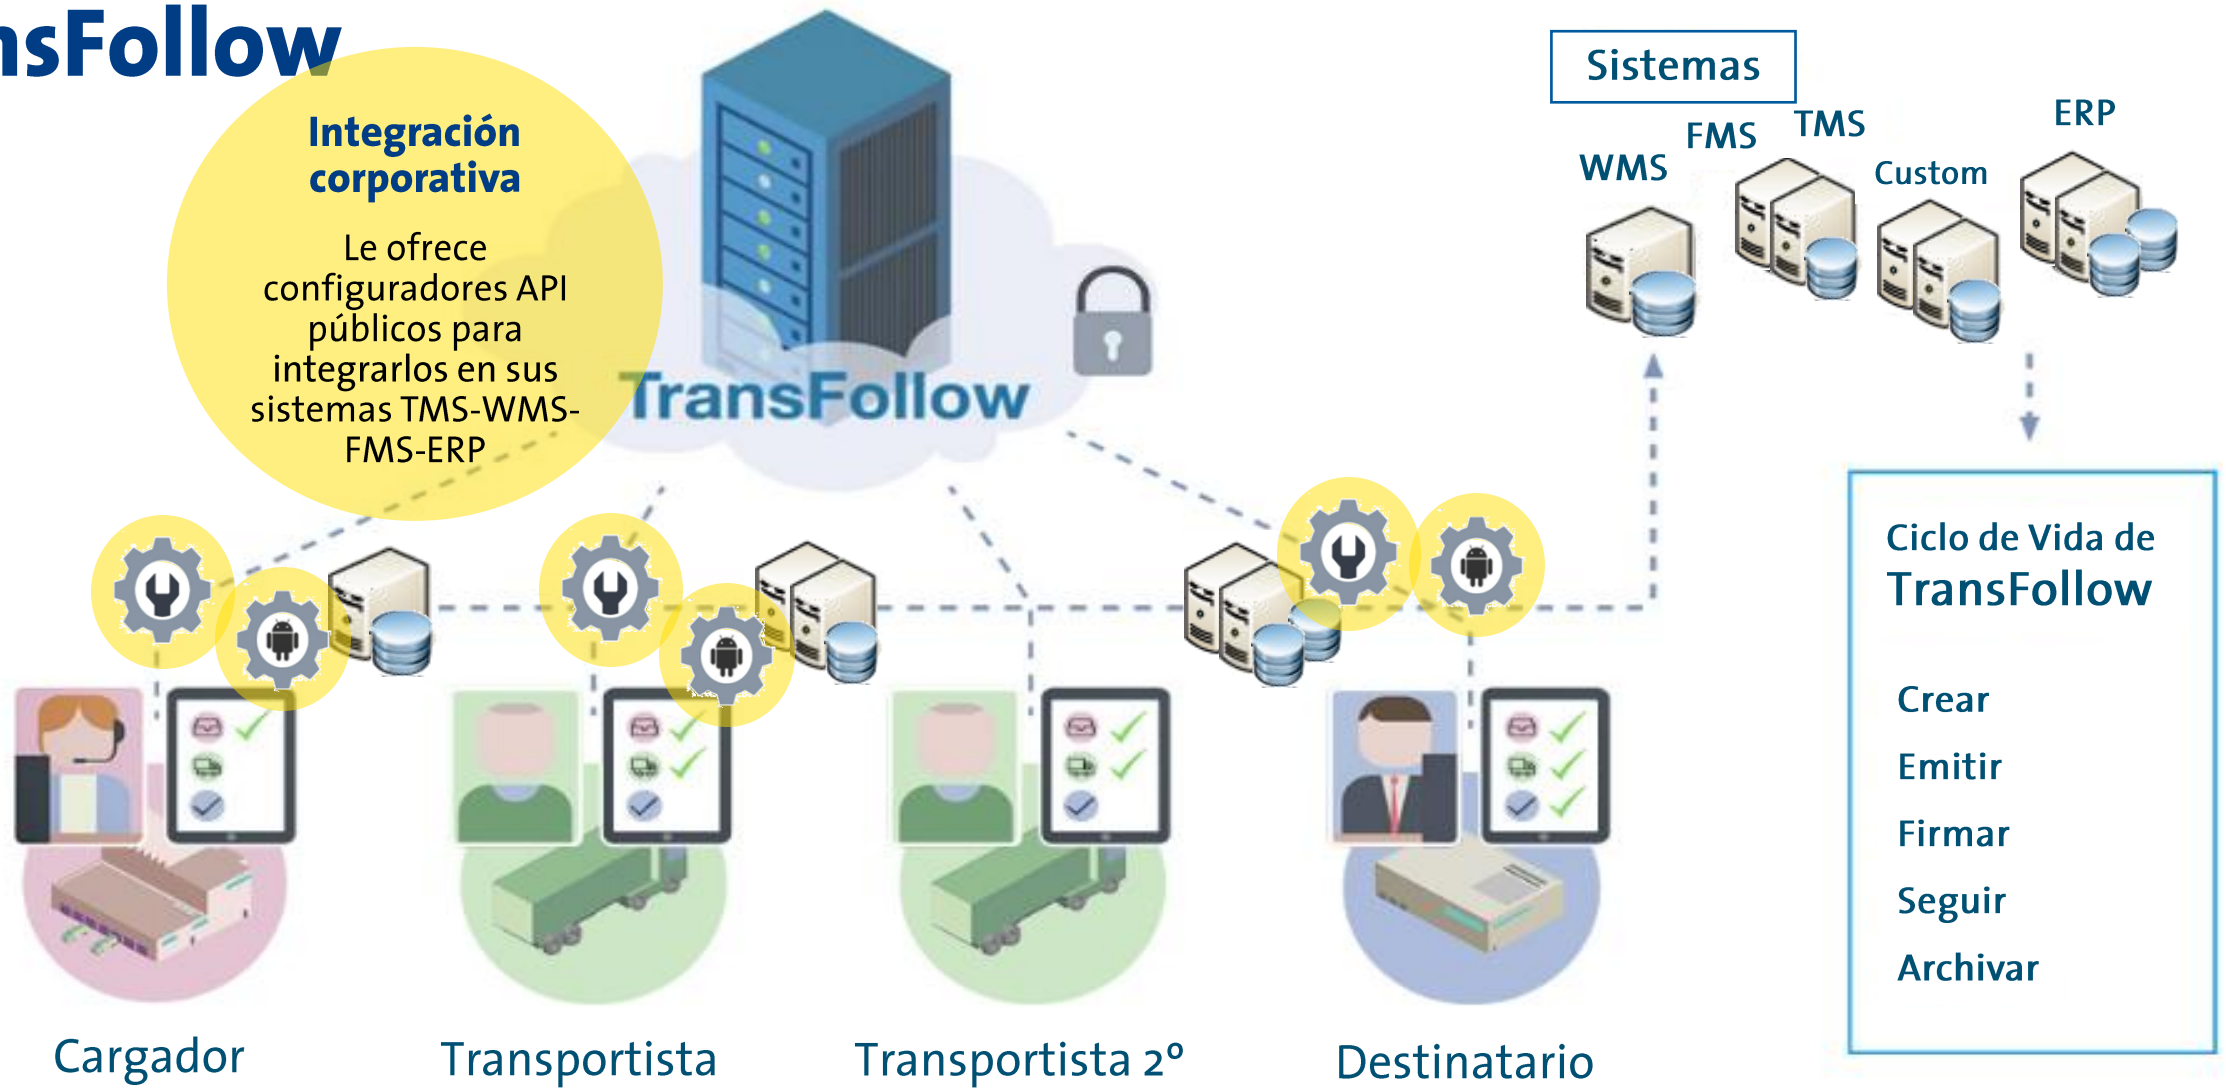 nsFollow
Integración
corporativa
Le ofrece
configuradores API
públicos para
integrarlos en sus
sistemas TMS-WMS-
FMS-ERP
TransFollow
Sistemas
WMS
FMS
TMS
Custom
ERP
Ciclo de Vida de
TransFollow
Crear
Emitir
Firmar
Seguir
Archivar
Cargador
Transportista
Transportista 2º
Destinatario